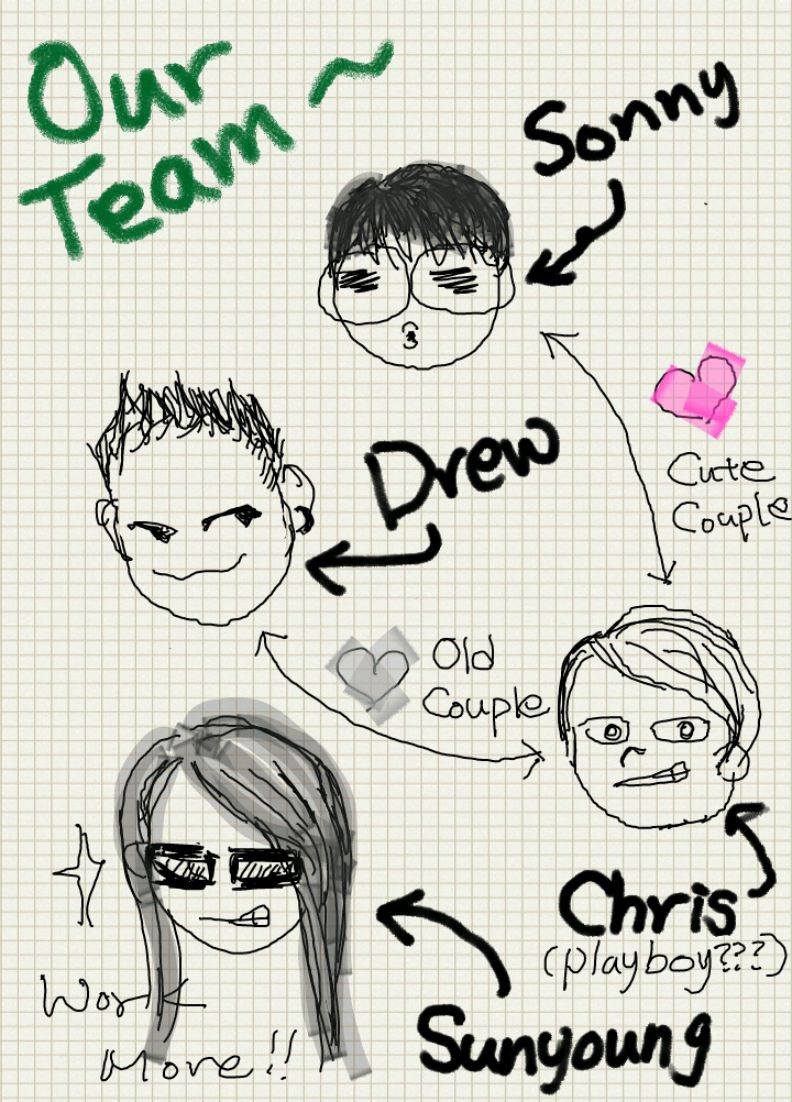 Our
Team ~
Sonny
Drew
Cute
Couple
Old
Couple
Chris
(playboy???)
Work
More!!
Sunyoung